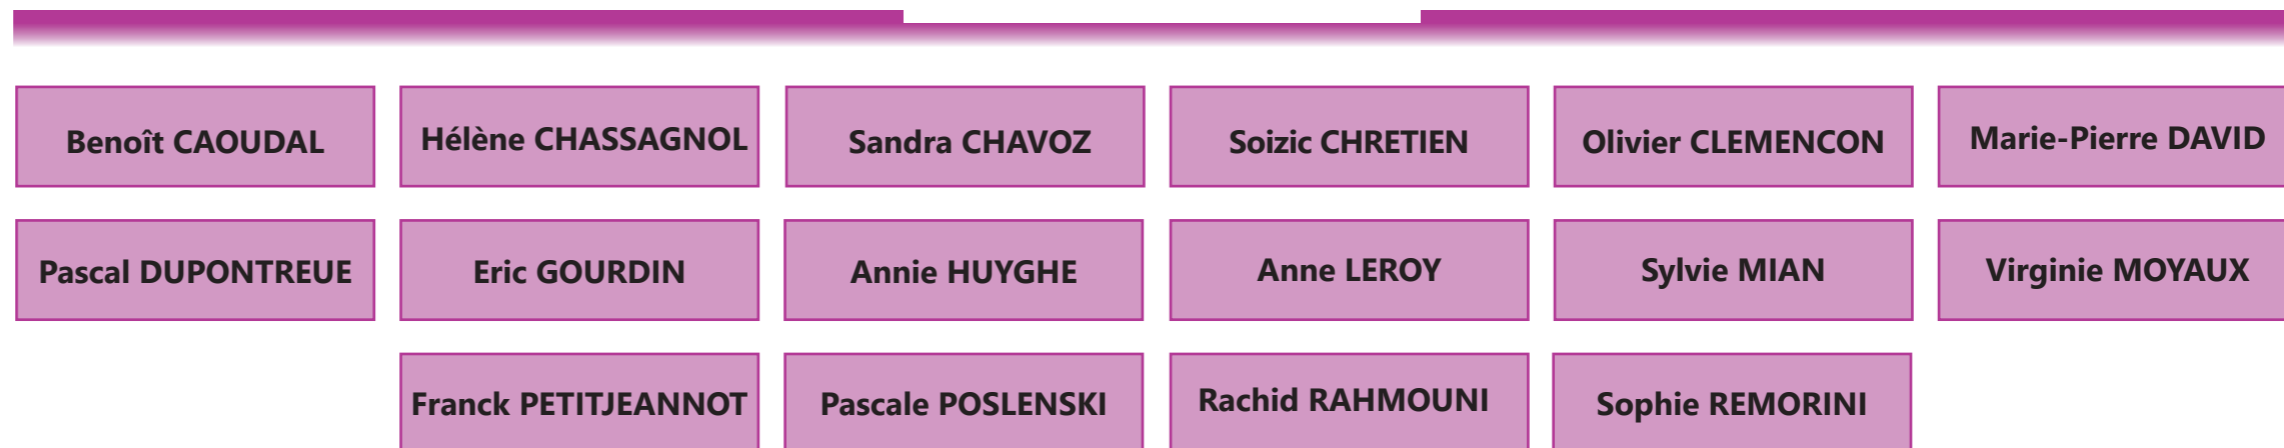 Benoît CAOUDAL
Hélène CHASSAGNOL
Sandra CHAVOZ
Soizic CHRETIEN
Olivier CLEMENCON
Marie-Pierre DAVID
Pascal DUPONTREUE
Eric GOURDIN
Annie HUYGHE
Anne LEROY
Sylvie MIAN
Virginie MOYAUX
Franck PETITJEANNOT
Pascale POSLENSKI
Rachid RAHMOUNI
Sophie REMORINI